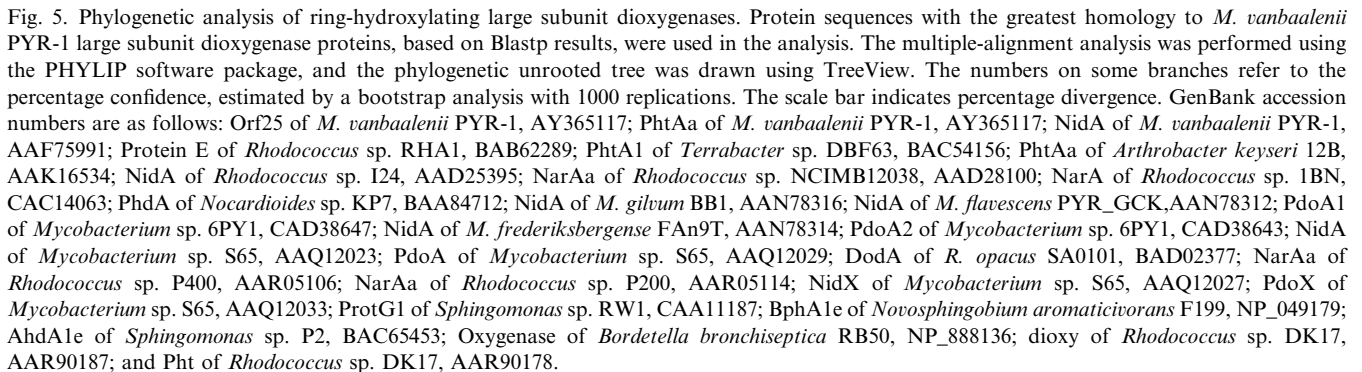 Fig. 5. Phylogenetic analysis of ring-hydroxylating large subunit dioxygenases. Protein sequences with the greatest homology to M. vanbaalenii
PYR-1 large subunit dioxygenase proteins, based on Blastp results, were used in the analysis. The multiple-alignment analysis was performed using
the PHYLIP software package, and the phylogenetic unrooted tree was drawn using TreeView. The numbers on some branches refer to the
percentage confidence, estimated by a bootstrap analysis with 1000 replications. The scale bar indicates percentage divergence. GenBank accession
numbers are as follows: Orf25 of M. vanbaalenii PYR-1, AY365117; PhtAa of M. vanbaalenii PYR-1, AY365117; NidA of M. vanbaalenii PYR-1,
AAF75991; Protein E of Rhodococcus sp. RHA1, BAB62289; PhtA1 of Terrabacter sp. DBF63, BAC54156; PhtAa of Arthrobacter keyseri 12B,
AAK16534; NidA of Rhodococcus sp. I24, AAD25395; NarAa of Rhodococcus sp. NCIMB12038, AAD28100; NarA of Rhodococcus sp. 1BN,
CAC14063; PhdA of Nocardioides sp. KP7, BAA84712; NidA of M. gilvum BB1, AAN78316; NidA of M. flavescens PYR_GCK,AAN78312; PdoA1
of Mycobacterium sp. 6PY1, CAD38647; NidA of M. frederiksbergense FAn9T, AAN78314; PdoA2 of Mycobacterium sp. 6PY1, CAD38643; NidA
of Mycobacterium sp. S65, AAQ12023; PdoA of Mycobacterium sp. S65, AAQ12029; DodA of R. opacus SA0101, BAD02377; NarAa of
Rhodococcus sp. P400, AAR05106; NarAa of Rhodococcus sp. P200, AAR05114; NidX of Mycobacterium sp. S65, AAQ12027; PdoX of
Mycobacterium sp. S65, AAQ12033; ProtG1 of Sphingomonas sp. RW1, CAA11187; BphA1e of Novosphingobium aromaticivorans F199, NP_049179;
AhdA1e of Sphingomonas sp. P2, BAC65453; Oxygenase of Bordetella bronchiseptica RB50, NP_888136; dioxy of Rhodococcus sp. DK17,
AAR90187; and Pht of Rhodococcus sp. DK17, AAR90178.